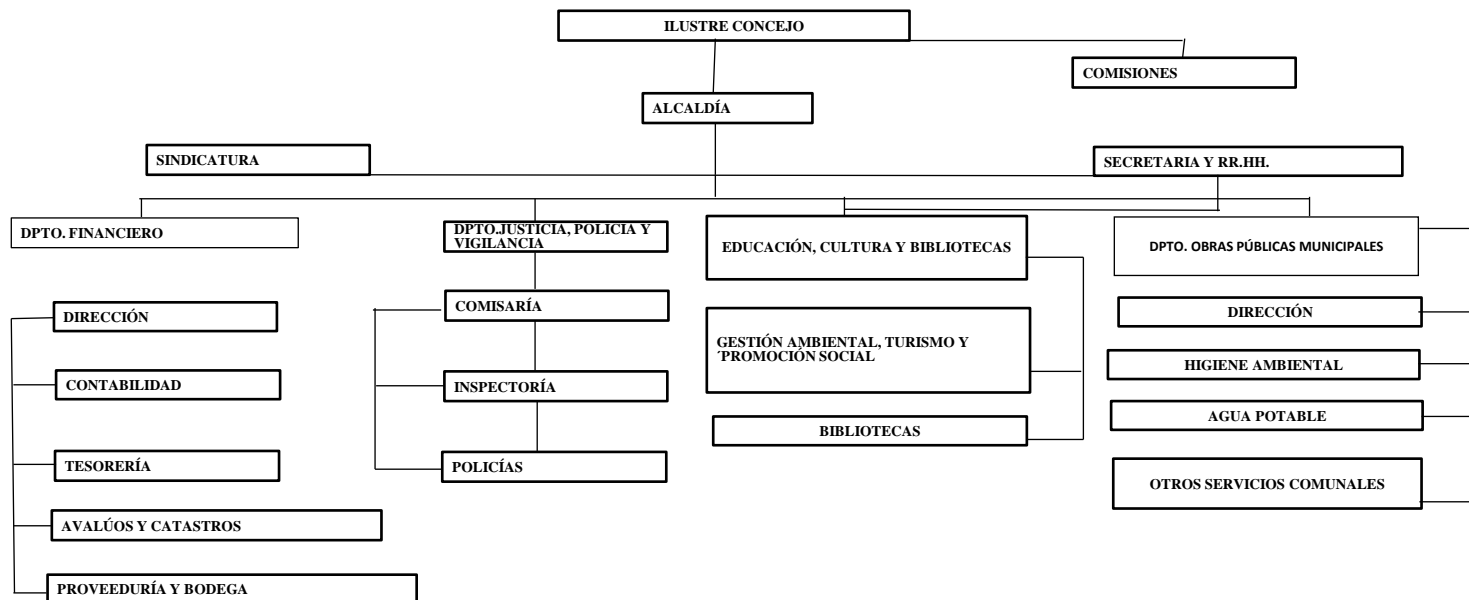 ILUSTRE CONCEJO
COMISIONES
ALCALDÍA
SINDICATURA
SECRETARIA Y RR.HH.
DPTO. FINANCIERO
DPTO.JUSTICIA, POLICIA Y
VIGILANCIA
EDUCACIÓN, CULTURA Y BIBLIOTECAS
DPTO. OBRAS PÚBLICAS MUNICIPALES
DIRECCIÓN
CONTABILIDAD
TESORERÍA
AVALÚOS Y CATASTROS
PROVEEDURÍA Y BODEGA
COMISARÍA
INSPECTORÍA
POLICÍAS
GESTIÓN AMBIENTAL, TURISMO Y
´PROMOCIÓN SOCIAL
BIBLIOTECAS
DIRECCIÓN
HIGIENE AMBIENTAL
AGUA POTABLE
OTROS SERVICIOS COMUNALES